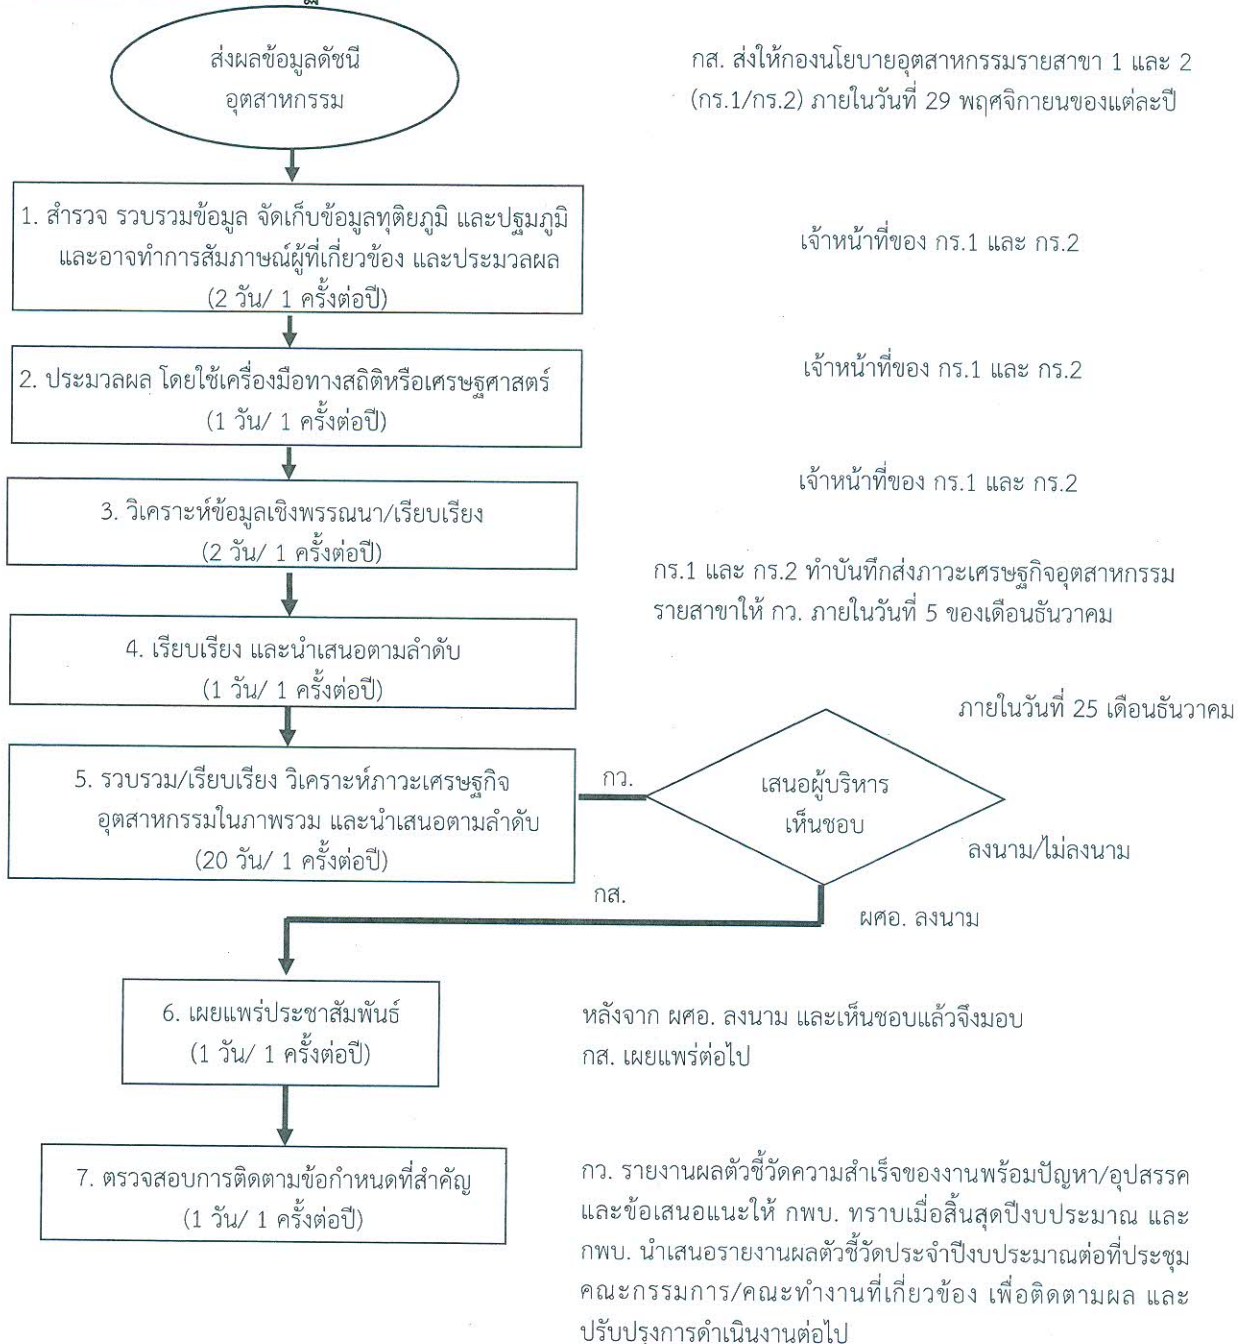 ส่งผลข้อมูลดัชนี
อุตสาหกรรม
กส. ส่งให้กองนโยบายอุตสาหกรรมรายสาขา 1 และ 2
(กร.1/กร.2) ภายในวันที่ 29 พฤศจิกายนของแต่ละปี
1. สำรวจ รวบรวมข้อมูล จัดเก็บข้อมูลทุติยภูมิ และปฐมภูมิ
และอาจทำการสัมภาษณ์ผู้ที่เกี่ยวข้อง และประมวลผล
(2 วัน/ 1 ครั้งต่อปี)
เจ้าหน้าที่ของ กร.1 และ กร.2
2. ประมวลผล โดยใช้เครื่องมือทางสถิติหรือเศรษฐศาสตร์
(1 วัน/ 1 ครั้งต่อปี)
เจ้าหน้าที่ของ กร.1 และ กร.2
3. วิเคราะห์ข้อมูลเชิงพรรณนา/เรียบเรียง
(2 วัน/ 1 ครั้งต่อปี)
เจ้าหน้าที่ของ กร.1 และ กร.2
กร.1 และ กร.2 ทำบันทึกส่งภาวะเศรษฐกิจอุตสาหกรรม
รายสาขาให้ กว. ภายในวันที่ 5 ของเดือนธันวาคม
4. เรียบเรียง และนำเสนอตามลำดับ
(1 วัน/ 1 ครั้งต่อปี)
ภายในวันที่ 25 เดือนธันวาคม
5. รวบรวม/เรียบเรียง วิเคราะห์ภาวะเศรษฐกิจ
อุตสาหกรรมในภาพรวม และนำเสนอตามลำดับ
(20 วัน/ 1 ครั้งต่อปี)
กว.
เสนอผู้บริหาร
เห็นชอบ
ลงนาม/ไม่ลงนาม
กส.
ผศอ. ลงนาม
6. เผยแพร่ประชาสัมพันธ์
(1 วัน/ 1 ครั้งต่อปี)
หลังจาก ผศอ. ลงนาม และเห็นชอบแล้วจึงมอบ
กส. เผยแพร่ต่อไป
7. ตรวจสอบการติดตามข้อกำหนดที่สำคัญ
(1 วัน/ 1 ครั้งต่อปี)
กว. รายงานผลตัวชี้วัดความสำเร็จของงานพร้อมปัญหา/อุปสรรค
และข้อเสนอแนะให้ กพบ. ทราบเมื่อสิ้นสุดปีงบประมาณ และ
กพบ. นำเสนอรายงานผลตัวชี้วัดประจำปีงบประมาณต่อที่ประชุม
คณะกรรมการ/คณะทำงานที่เกี่ยวข้อง เพื่อติดตามผล และ
ปรับปรุงการดำเนินงานต่อไป